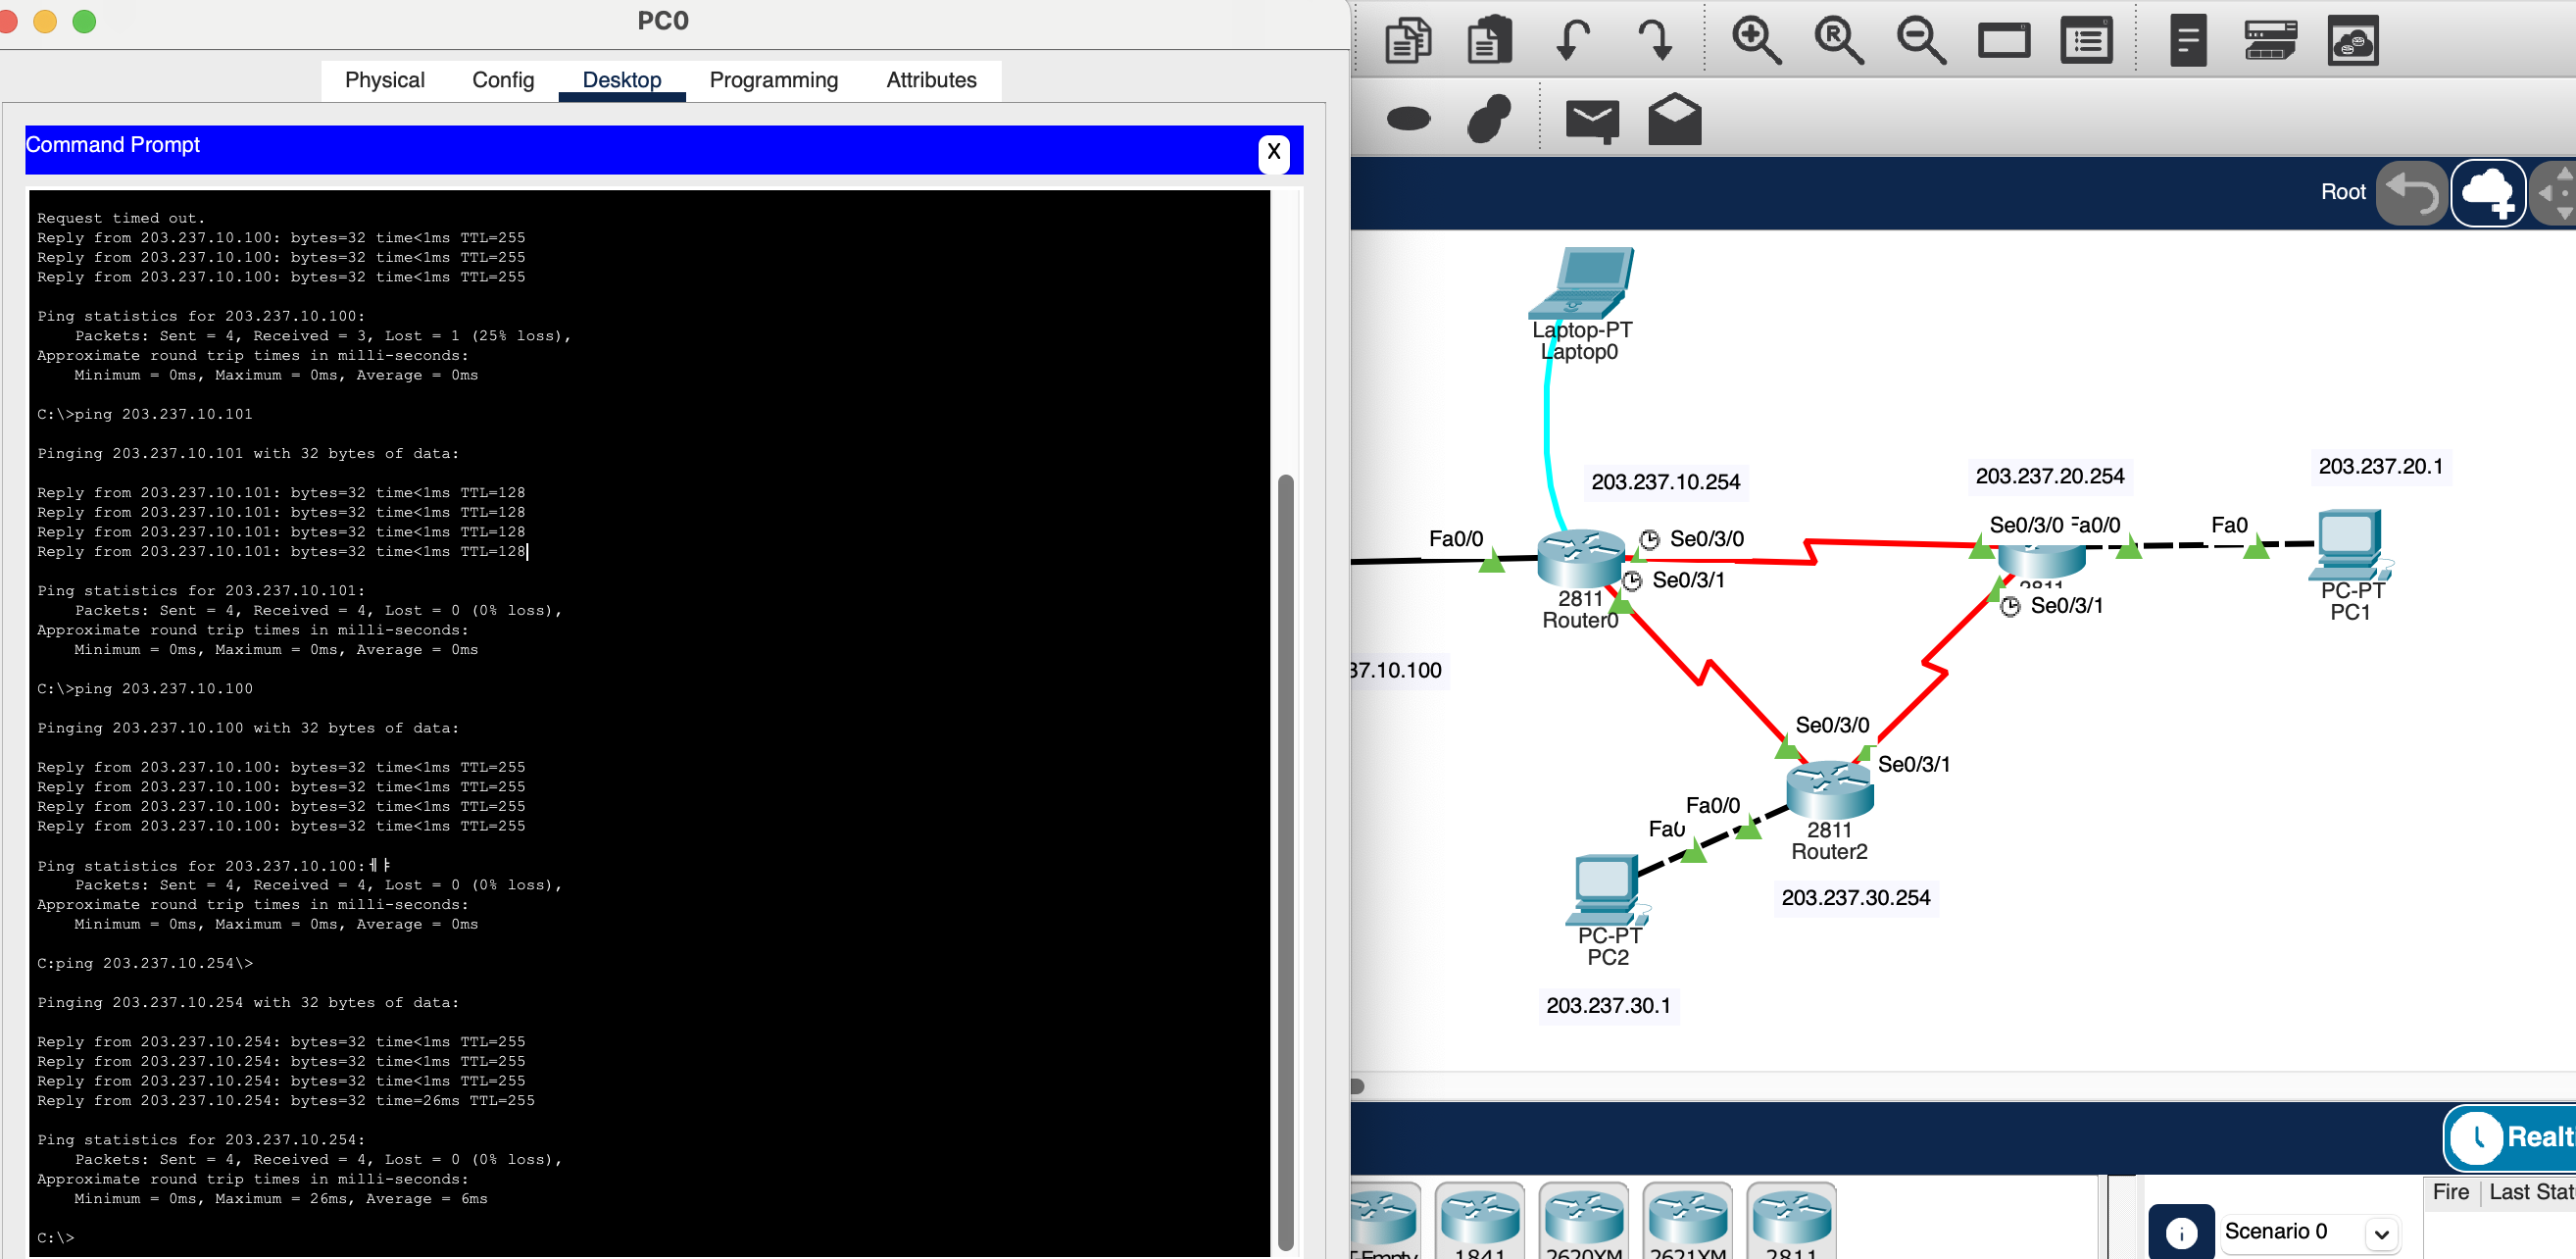 PC0
Physical Config Desktop Programming Attributes
Command Prompt
X
Request timed out.
Reply from 203.237.10.100: bytes=32 time<1ms TTL=255
Reply from 203.237.10.100: bytes=32 time<1ms TTL=255
Reply from 203.237.10.100: bytes=32 time<1ms TTL=255
Ping statistics for 203.237.10.100:
Packets: Sent = 4, Received = 3, Lost = 1 (25% loss),
Approximate round trip times in milli-seconds:
Minimum = 0ms, Maximum = 0ms, Average = 0ms
C:\>ping 203.237.10.101
Pinging 203.237.10.101 with 32 bytes of data:
Reply from 203.237.10.101: bytes=32 time<1ms TTL=128
Reply from 203.237.10.101: bytes=32 time<1ms TTL=128
Reply from 203.237.10.101: bytes=32 time<1ms TTL=128
Reply from 203.237.10.101: bytes=32 time<1ms TTL=128
Ping statistics for 203.237.10.101:
Packets: Sent = 4, Received = 4, Lost = 0 (0% loss),
Approximate round trip times in milli-seconds:
Minimum = 0ms, Maximum = 0ms, Average = 0ms
C:\>ping 203.237.10.100
Pinging 203.237.10.100 with 32 bytes of data:
Reply from 203.237.10.100: bytes=32 time<1ms TTL=255
Reply from 203.237.10.100: bytes=32 time<1ms TTL=255
Reply from 203.237.10.100: bytes=32 time<1ms TTL=255
Reply from 203.237.10.100: bytes=32 time<1ms TTL=255
Ping statistics for 203.237.10.100:
Packets: Sent = 4, Received = 4, Lost = 0 (0% loss),
Approximate round trip times in milli-seconds:
Minimum = 0ms, Maximum = 0ms, Average = 0ms
C:ping 203.237.10.254\>
Pinging 203.237.10.254 with 32 bytes of data:
Reply from 203.237.10.254: bytes=32 time<1ms TTL=255
Reply from 203.237.10.254: bytes=32 time<1ms TTL=255
Reply from 203.237.10.254: bytes=32 time<1ms TTL=255
Reply from 203.237.10.254: bytes=32 time=26ms TTL=255
Ping statistics for 203.237.10.254:
Packets: Sent = 4, Received = 4, Lost = 0 (0% loss),
Approximate round trip times in milli-seconds:
Minimum = 0ms, Maximum = 26ms, Average = 6ms
C:\>
R
Root
Laptop-PT
Laptop0
203.237.10.254
203.237.20.254
203.237.20.1
Fa0/0
Se0/3/0
Se0/3/1
2811
Router0
Se0/3/0
Fa0/0
Fa0
2811
Se0/3/1
PC-PT
PC1
37.10.100
Se0/3/0
Se0/3/1
Fa0/0
Fa0
2811
Router2
203.237.30.254
PC-PT
PC2
203.237.30.1
Realt
Empty
1841
2620XM
2621XM
2811
Scenario 0
Fire
Last Stat